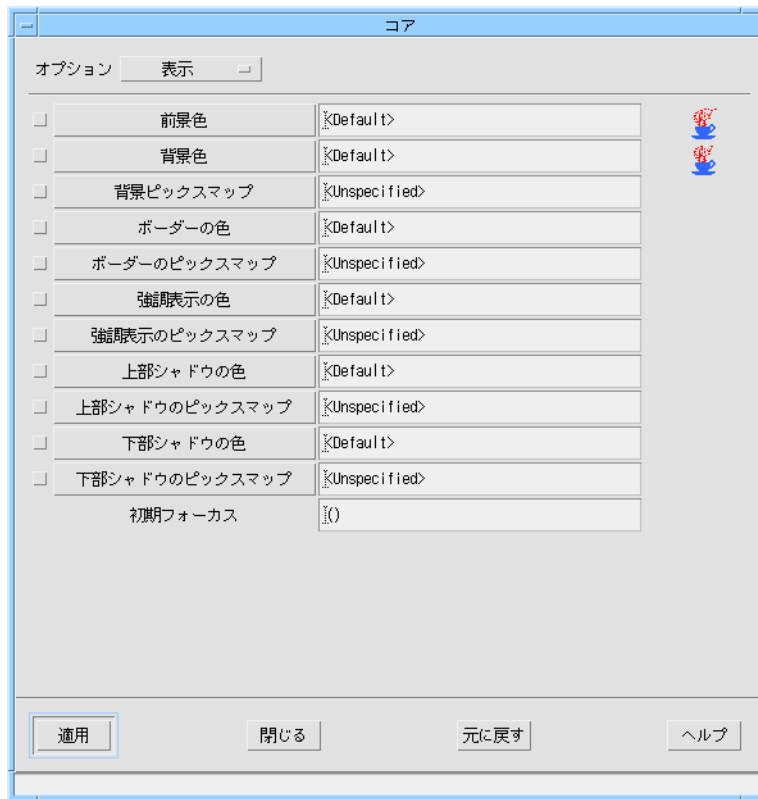 コア
オプション 表示
前景色 <Default>
背景色 <Default>
背景ピックスマップ <Unspecified>
ボーダーの色 <Default>
ボーダーのピックスマップ <Unspecified>
強調表示の色 <Default>
強調表示のピックスマップ <Unspecified>
上部シャドウの色 <Default>
上部シャドウのピックスマップ <Unspecified>
下部シャドウの色 <Default>
下部シャドウのピックスマップ <Unspecified>
初期フォーカス ()
適用 閉じる 元に戻す ヘルプ